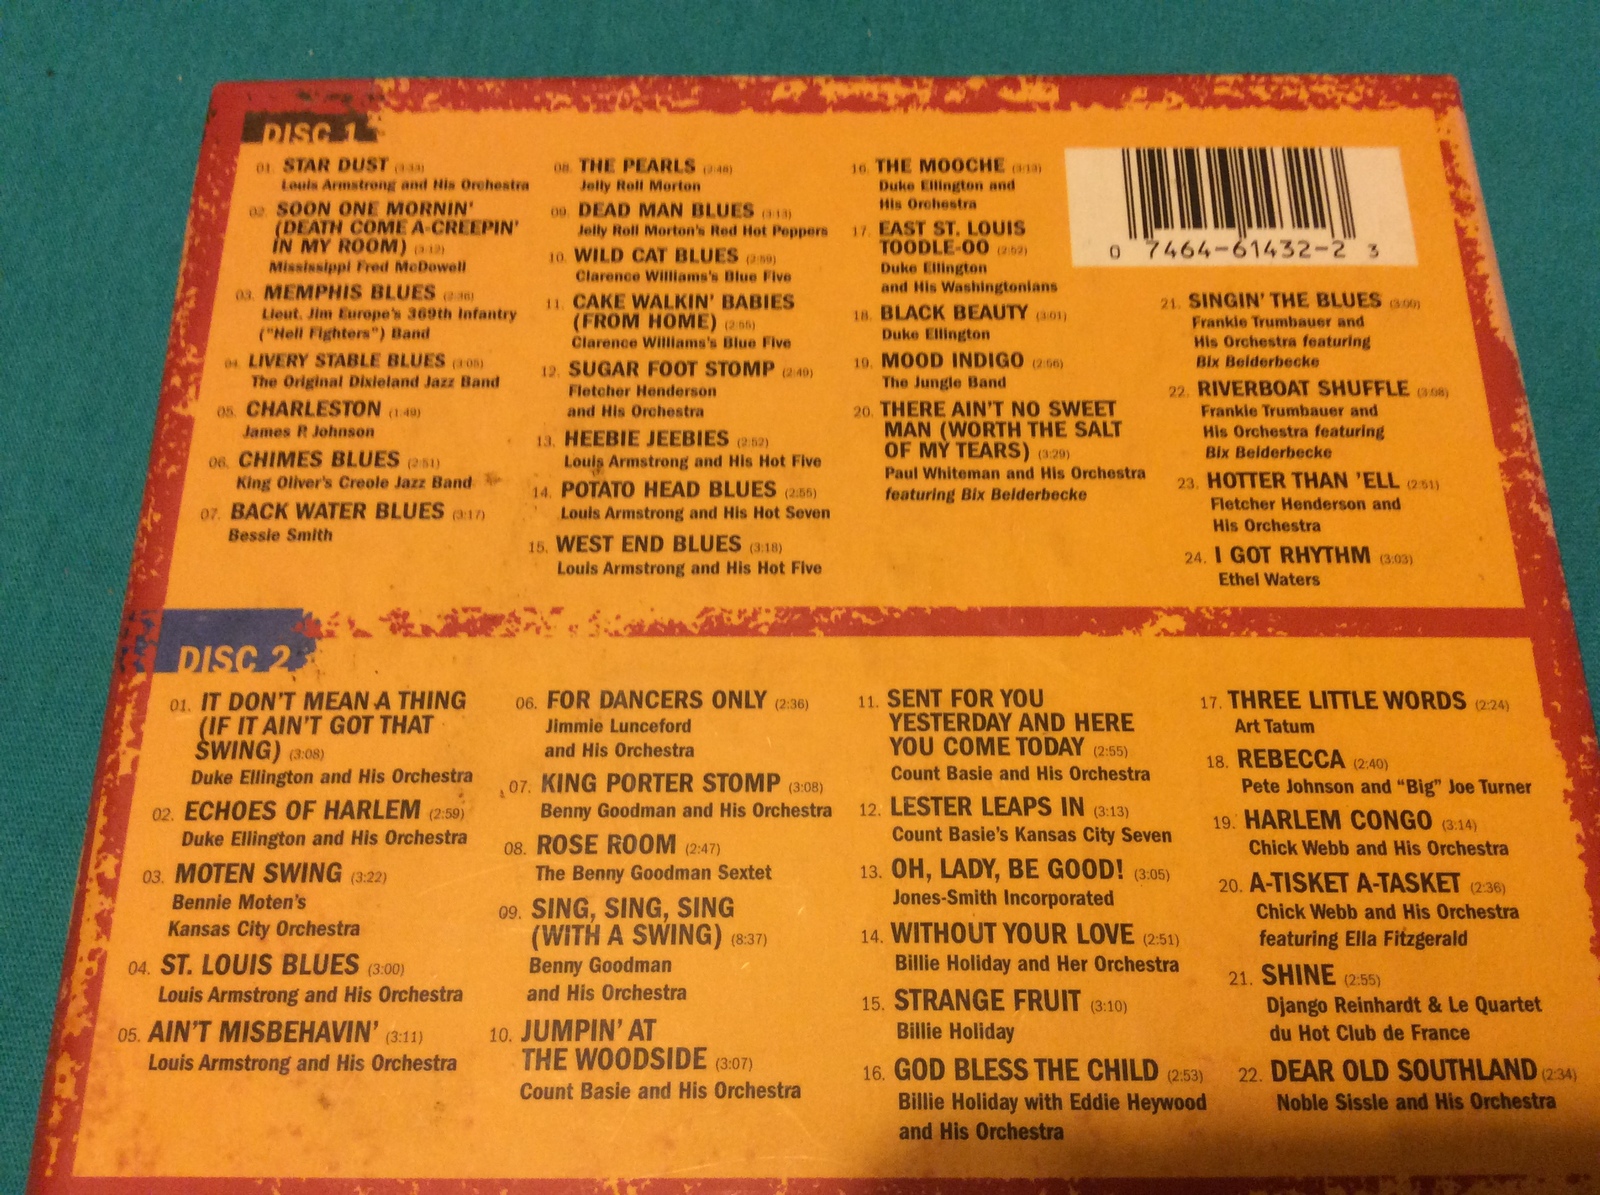 DISC 1
01. STAR DUST (3:33)
Louis Armstrong and His Orchestra
02. SOON ONE MORNIN'
(DEATH COME A-CREEPIN'
IN MY ROOM) (3:12)
Mississippi Fred McDowell
03. MEMPHIS BLUES (2:36)
Lieut. Jim Europe's 369th Infantry
("Hell Fighters") Band
04. LIVERY STABLE BLUES (3:05)
The Original Dixieland Jazz Band
05. CHARLESTON (1:49)
James P. Johnson
06. CHIMES BLUES (2:51)
King Oliver's Creole Jazz Band
07. BACK WATER BLUES (3:17)
Bessie Smith
08. THE PEARLS (2:46)
Jelly Roll Morton
09. DEAD MAN BLUES (3:13)
Jelly Roll Morton's Red Hot Peppers
10. WILD CAT BLUES (2:59)
Clarence Williams's Blue Five
11. CAKE WALKIN' BABIES
(FROM HOME) (2:55)
Clarence Williams's Blue Five
12. SUGAR FOOT STOMP (2:49)
Fletcher Henderson
and His Orchestra
13. HEEBIE JEEBIES (2:52)
Louis Armstrong and His Hot Five
14. POTATO HEAD BLUES (2:55)
Louis Armstrong and His Hot Seven
15. WEST END BLUES (3:18)
Louis Armstrong and His Hot Five
16. THE MOOCHE (3:13)
Duke Ellington and
His Orchestra
17. EAST ST. LOUIS
TOODLE-OO (2:52)
Duke Ellington
and His Washingtonians
18. BLACK BEAUTY (3:01)
Duke Ellington
19. MOOD INDIGO (2:56)
The Jungle Band
20. THERE AIN'T NO SWEET
MAN (WORTH THE SALT
OF MY TEARS) (3:29)
Paul Whiteman and His Orchestra
featuring Bix Beiderbecke
0 7464-61432-2 3
21. SINGIN' THE BLUES (3:00)
Frankie Trumbauer and
His Orchestra featuring
Bix Beiderbecke
22. RIVERBOAT SHUFFLE (3:08)
Frankie Trumbauer and
His Orchestra featuring
Bix Beiderbecke
23. HOTTER THAN 'ELL (2:51)
Fletcher Henderson and
His Orchestra
24. I GOT RHYTHM (3:03)
Ethel Waters
DISC 2
01. IT DON'T MEAN A THING
(IF IT AIN'T GOT THAT
SWING) (3:08)
Duke Ellington and His Orchestra
02. ECHOES OF HARLEM (2:59)
Duke Ellington and His Orchestra
03. MOTEN SWING (3:22)
Bennie Moten's
Kansas City Orchestra
04. ST. LOUIS BLUES (3:00)
Louis Armstrong and His Orchestra
05. AIN'T MISBEHAVIN' (3:11)
Louis Armstrong and His Orchestra
06. FOR DANCERS ONLY (2:36)
Jimmie Lunceford
and His Orchestra
07. KING PORTER STOMP (3:08)
Benny Goodman and His Orchestra
08. ROSE ROOM (2:47)
The Benny Goodman Sextet
09. SING, SING, SING
(WITH A SWING) (8:37)
Benny Goodman
and His Orchestra
10. JUMPIN' AT
THE WOODSIDE (3:07)
Count Basie and His Orchestra
11. SENT FOR YOU
YESTERDAY AND HERE
YOU COME TODAY (2:55)
Count Basie and His Orchestra
12. LESTER LEAPS IN (3:13)
Count Basie's Kansas City Seven
13. OH, LADY, BE GOOD! (3:05)
Jones-Smith Incorporated
14. WITHOUT YOUR LOVE (2:51)
Billie Holiday and Her Orchestra
15. STRANGE FRUIT (3:10)
Billie Holiday
16. GOD BLESS THE CHILD (2:53)
Billie Holiday with Eddie Heywood
and His Orchestra
17. THREE LITTLE WORDS (2:24)
Art Tatum
18. REBECCA (2:40)
Pete Johnson and "Big" Joe Turner
19. HARLEM CONGO (3:14)
Chick Webb and His Orchestra
20. A-TISKET A-TASKET (2:36)
Chick Webb and His Orchestra
featuring Ella Fitzgerald
21. SHINE (2:55)
Django Reinhardt & Le Quartet
du Hot Club de France
22. DEAR OLD SOUTHLAND (2:34)
Noble Sissle and His Orchestra